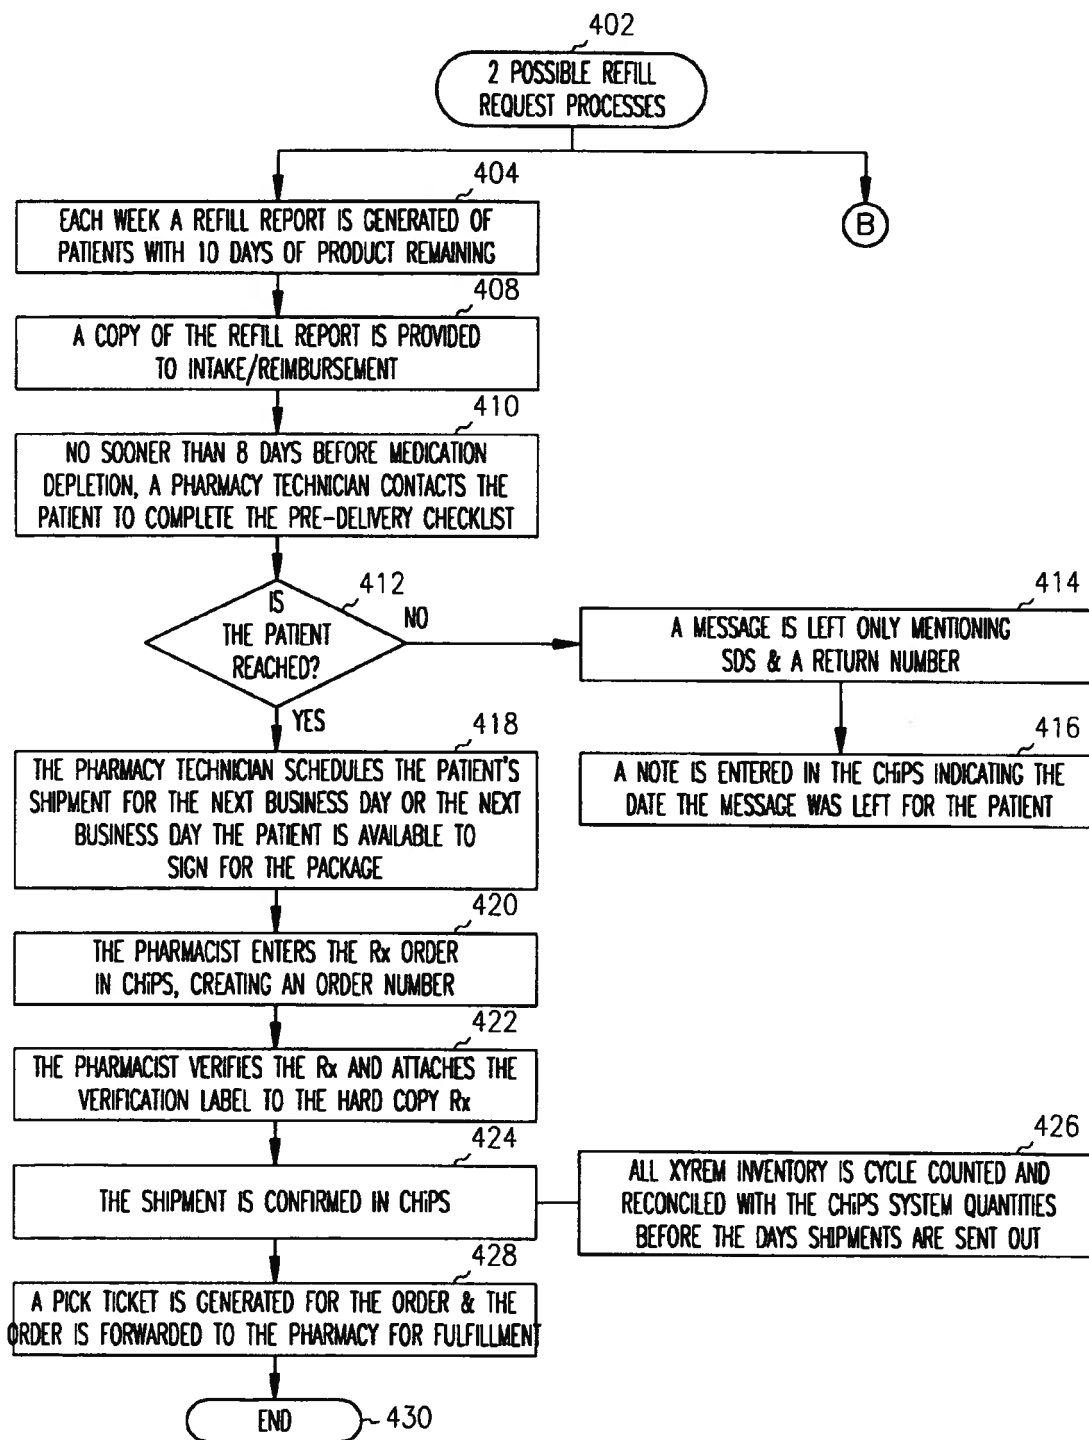 402
2 POSSIBLE REFILL
REQUEST PROCESSES
404
EACH WEEK A REFILL REPORT IS GENERATED OF
PATIENTS WITH 10 DAYS OF PRODUCT REMAINING
B
408
A COPY OF THE REFILL REPORT IS PROVIDED
TO INTAKE/REIMBURSEMENT
410
NO SOONER THAN 8 DAYS BEFORE MEDICATION
DEPLETION, A PHARMACY TECHNICIAN CONTACTS THE
PATIENT TO COMPLETE THE PRE-DELIVERY CHECKLIST
412
IS
THE PATIENT
REACHED?
NO
414
A MESSAGE IS LEFT ONLY MENTIONING
SDS & A RETURN NUMBER
416
A NOTE IS ENTERED IN THE CHiPS INDICATING THE
DATE THE MESSAGE WAS LEFT FOR THE PATIENT
YES
418
THE PHARMACY TECHNICIAN SCHEDULES THE PATIENT'S
SHIPMENT FOR THE NEXT BUSINESS DAY OR THE NEXT
BUSINESS DAY THE PATIENT IS AVAILABLE TO
SIGN FOR THE PACKAGE
420
THE PHARMACIST ENTERS THE Rx ORDER
IN CHiPS, CREATING AN ORDER NUMBER
422
THE PHARMACIST VERIFIES THE Rx AND ATTACHES THE
VERIFICATION LABEL TO THE HARD COPY Rx
424
THE SHIPMENT IS CONFIRMED IN CHiPS
426
ALL XYREM INVENTORY IS CYCLE COUNTED AND
RECONCILED WITH THE CHiPS SYSTEM QUANTITIES
BEFORE THE DAYS SHIPMENTS ARE SENT OUT
428
A PICK TICKET IS GENERATED FOR THE ORDER & THE
ORDER IS FORWARDED TO THE PHARMACY FOR FULFILLMENT
END
430